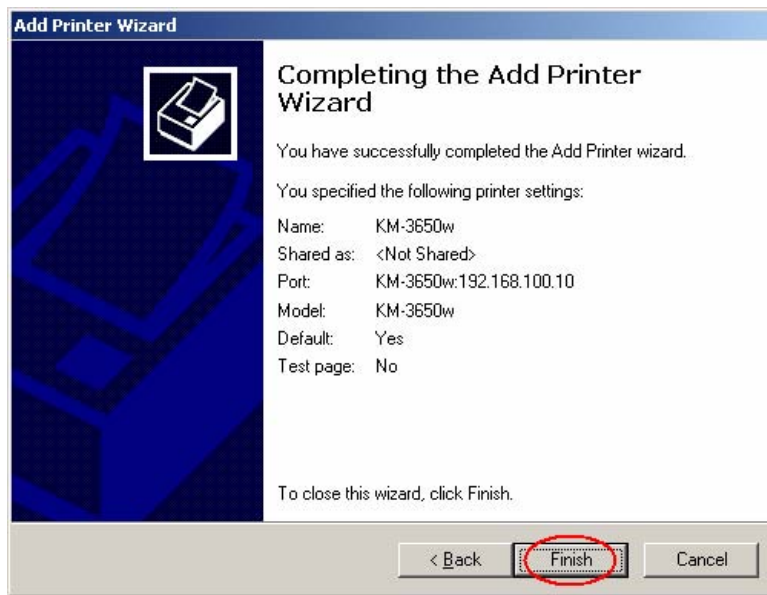 Add Printer Wizard
Completing the Add Printer
Wizard
You have successfully completed the Add Printer wizard.
You specified the following printer settings:
Name: KM-3650w
Shared as: <Not Shared>
Port: KM-3650w:192.168.100.10
Model: KM-3650w
Default: Yes
Test page: No
To close this wizard, click Finish.
< Back Finish Cancel